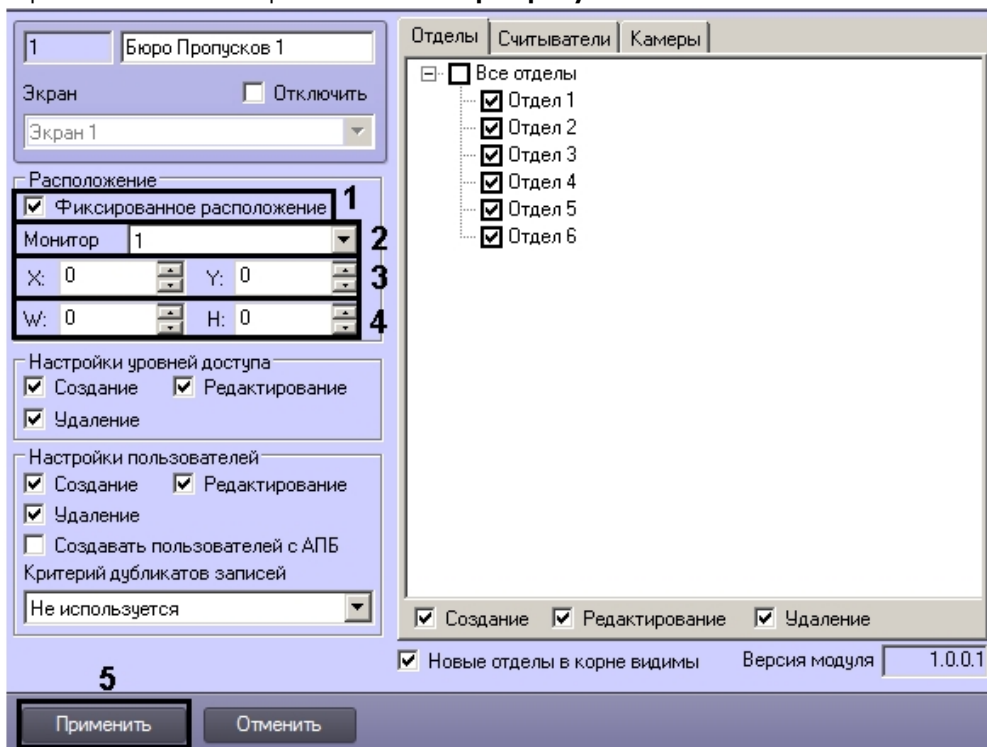 1 Бюро Пропусков 1
Экран Отключить
Экран 1
Расположение
Фиксированное расположение 1
Монитор 1 2
X: 0 Y: 0 3
W: 0 H: 0 4
Настройки уровней доступа
Создание Редактирование
Удаление
Настройки пользователей
Создание Редактирование
Удаление
Создавать пользователей с АПБ
Критерий дубликатов записей
Не используется
Отделы Считыватели Камеры
Все отделы
Отдел 1
Отдел 2
Отдел 3
Отдел 4
Отдел 5
Отдел 6
Создание Редактирование Удаление
Новые отделы в корне видимы Версия модуля 1.0.0.1
5
Применить Отменить